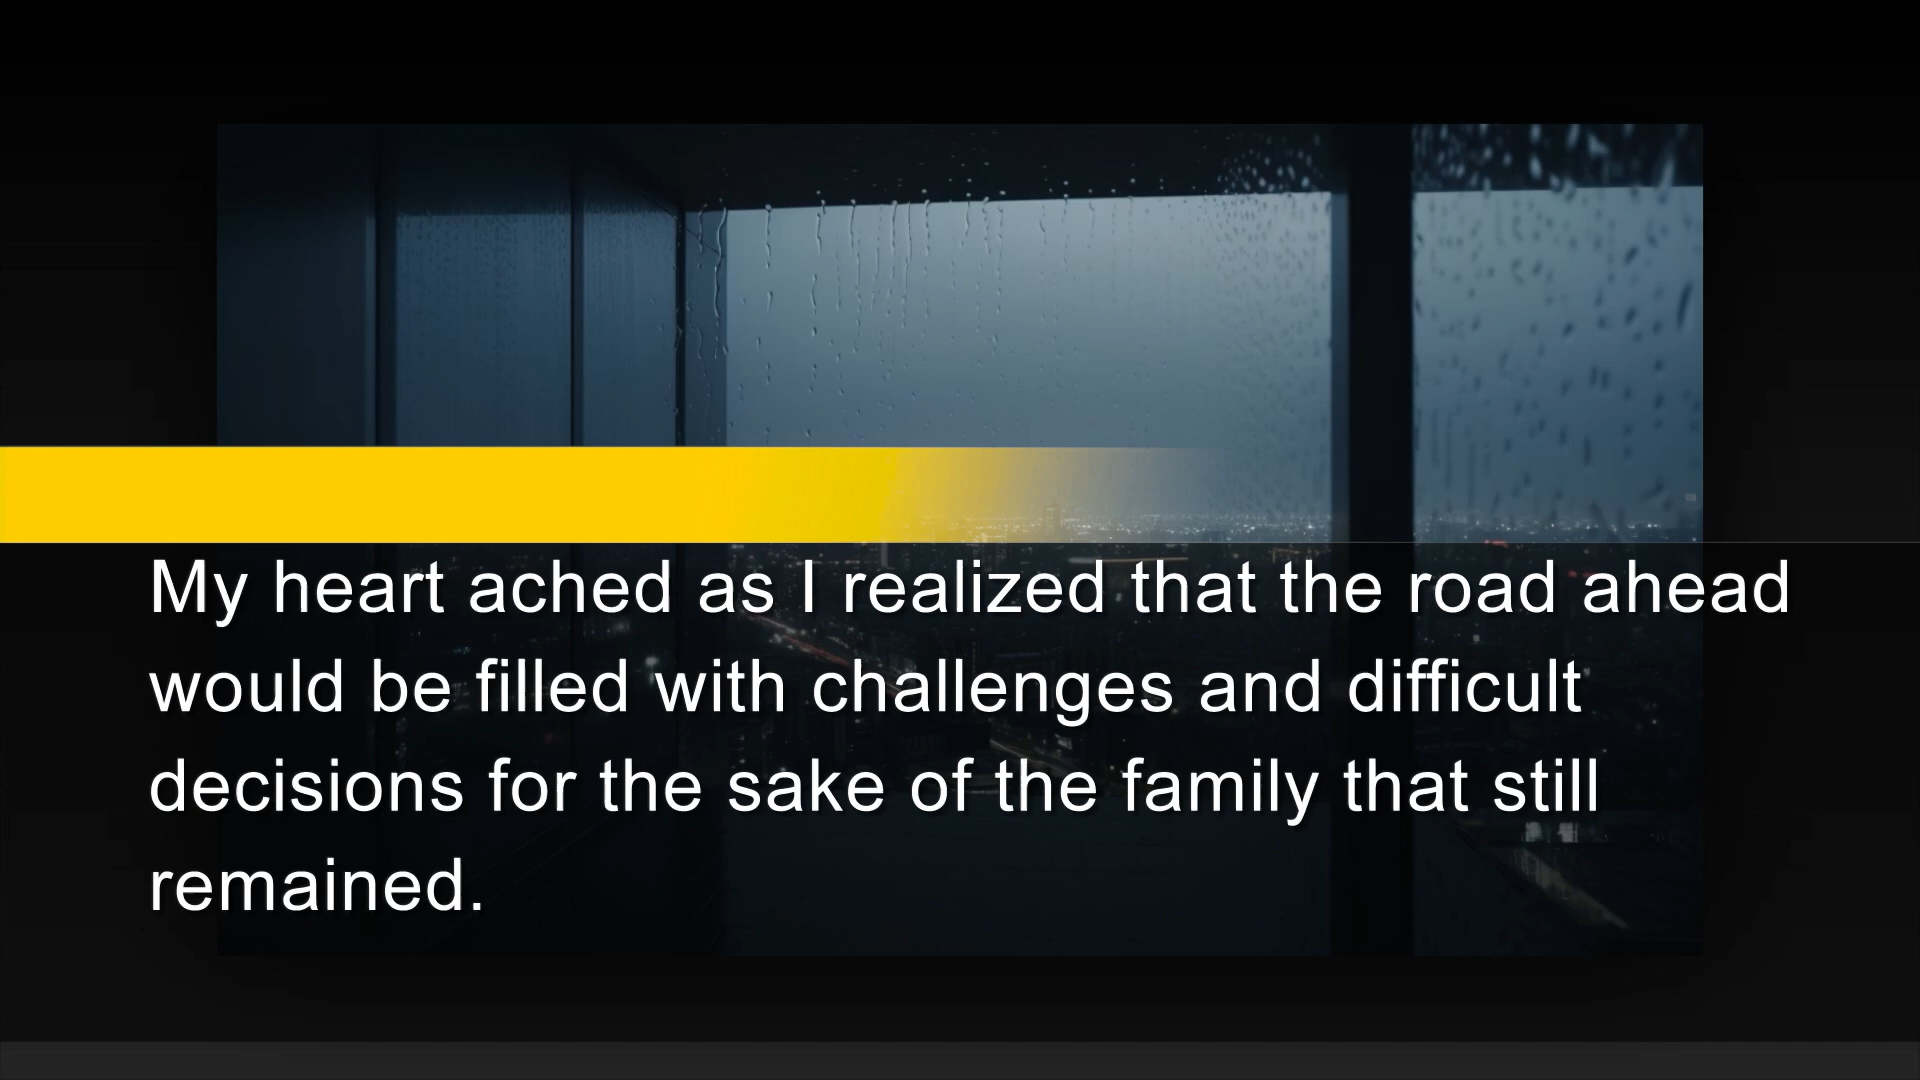 My heart ached as I realized that the road ahead
would be filled with challenges and difficult
decisions for the sake of the family that still
remained.